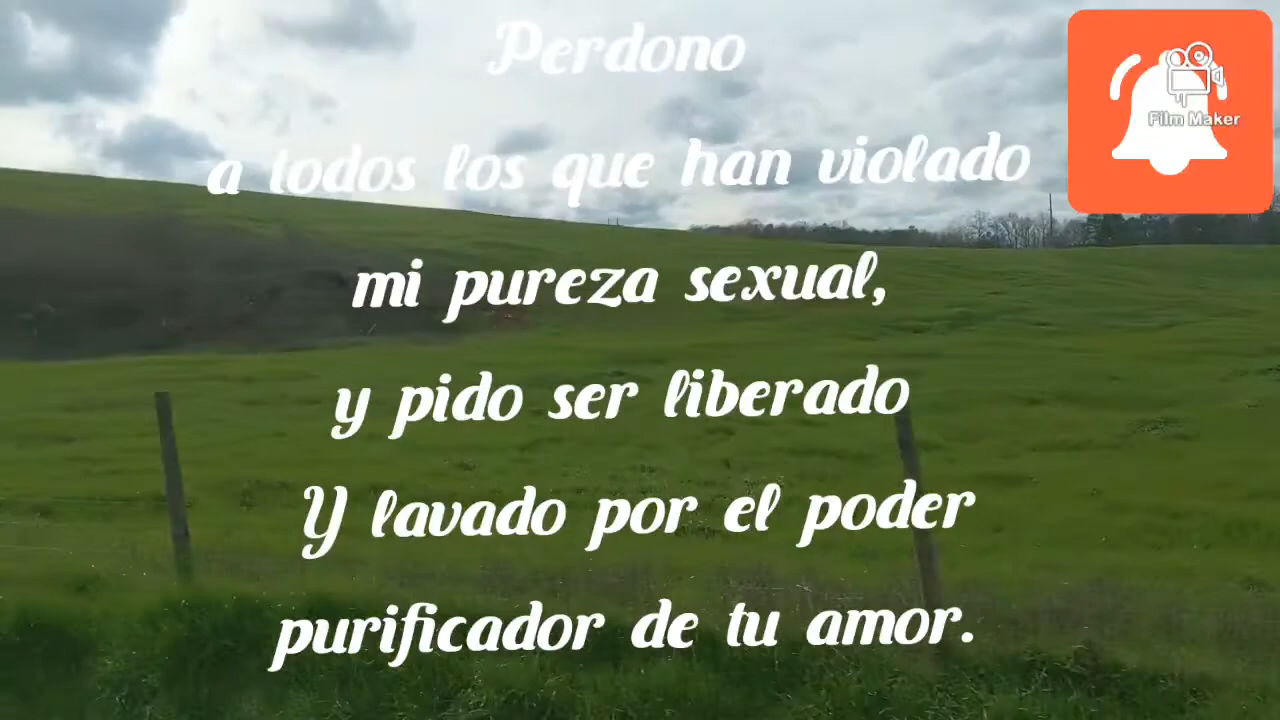 Perdono
a todos los que han violado
mi pureza sexual,
y pido ser liberado
Y lavado por el poder
purificador de tu amor.
Film Maker